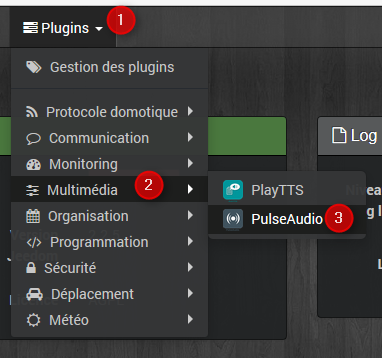 Plugins 1
Gestion des plugins
Protocole domotique
Communication
Log
Monitoring
Multimédia 2
PlayTTS
Organisation
PulseAudio 3
Programmation
Sécurité
Déplacement
Météo